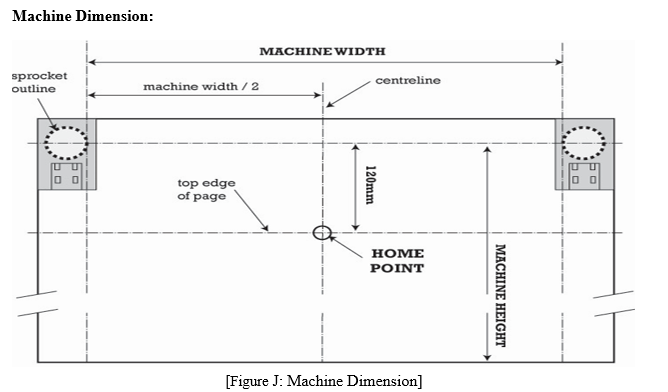 Machine Dimension:
MACHINE WIDTH
sprocket
outline
machine width / 2
centreline
120mm
top edge
of page
HOME
POINT
MACHINE HEIGHT
[Figure J: Machine Dimension]